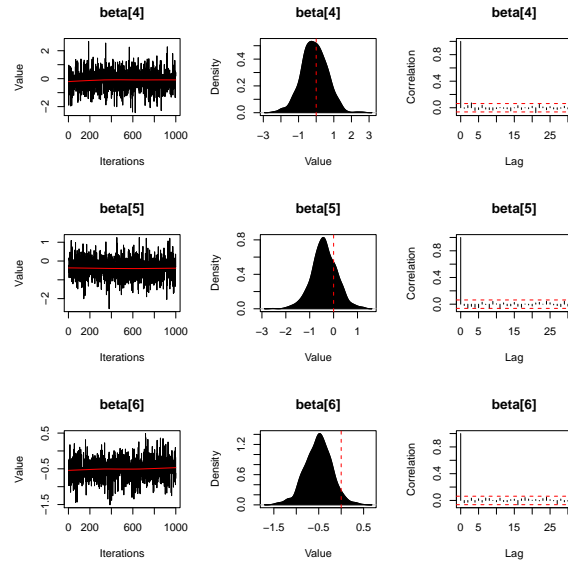 beta[4] beta[4] beta[4]
Value
−2 0 2
0 200 600 1000
Iterations
Density
0.0 0.2 0.4
−3 −1 0 1 2 3
Value
Correlation
0.0 0.4 0.8
0 5 15 25
Lag
beta[5] beta[5] beta[5]
Value
−2 0 1
0 200 600 1000
Iterations
Density
0.0 0.4 0.8
−3 −2 −1 0 1
Value
Correlation
0.0 0.4 0.8
0 5 15 25
Lag
beta[6] beta[6] beta[6]
Value
−1.5 −0.5 0.5
0 200 600 1000
Iterations
Density
0.0 0.4 0.8 1.2
−1.5 −0.5 0.5
Value
Correlation
0.0 0.4 0.8
0 5 15 25
Lag